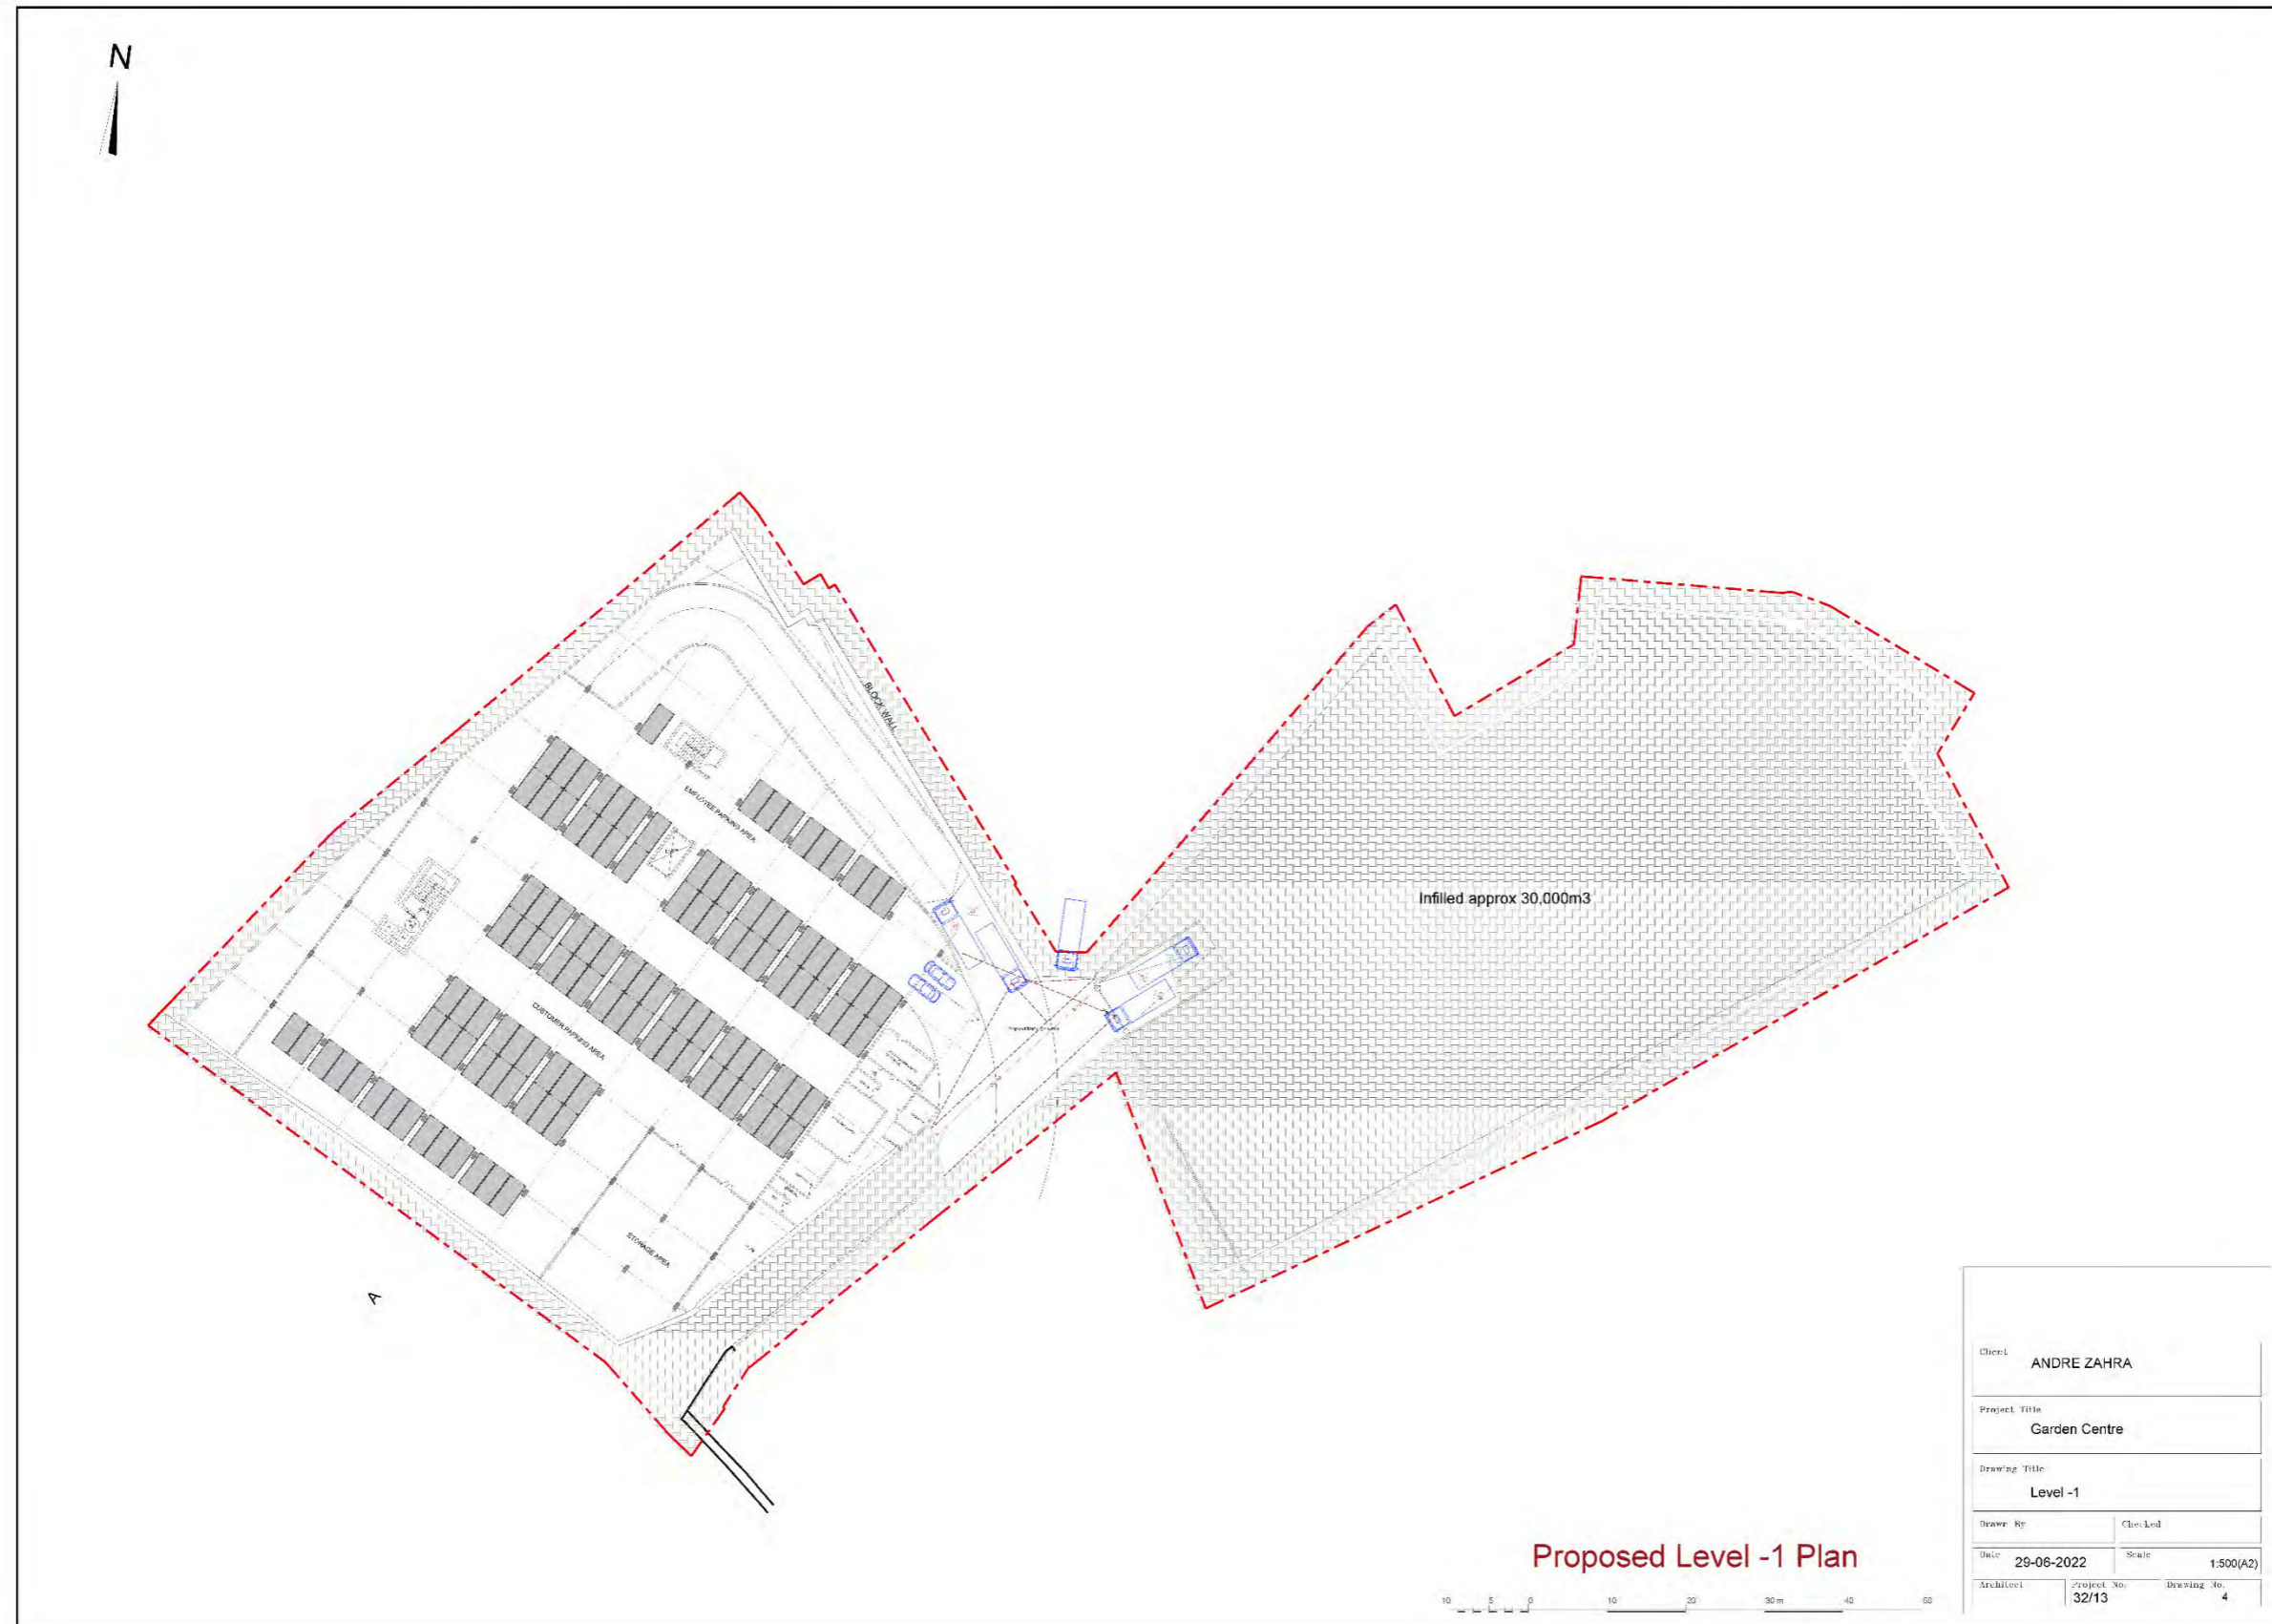 N
BLOCK WALL
EMPLOYEE PARKING AREA
Infilled approx 30,000m3
CUSTOMER PARKING AREA
STORAGE AREA
A
Client
ANDRE ZAHRA
Project Title
Garden Centre
Drawing Title
Level -1
Drawn By Checked
Date 29-06-2022 Scale 1:500(A2)
Architect Project No. 32/13 Drawing No. 4
Proposed Level -1 Plan
10 5 0 10 20 30m 40 50